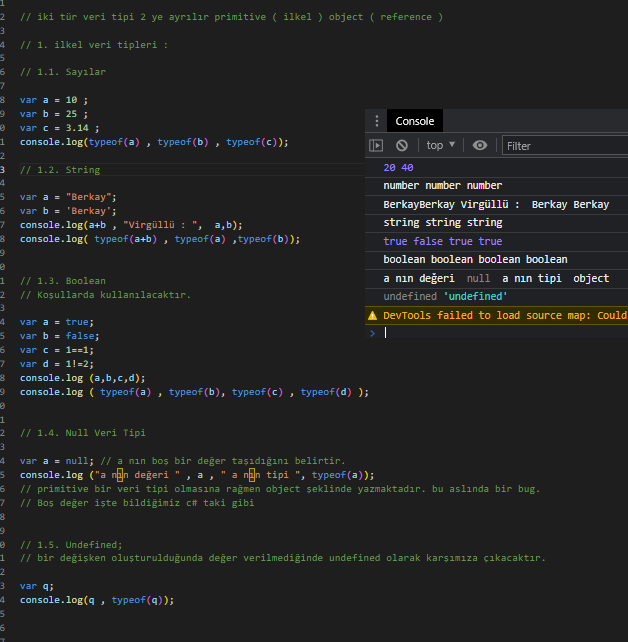 // iki tür veri tipi 2 ye ayrılır primitive ( ilkel ) object ( reference )
// 1. ilkel veri tipleri :
// 1.1. Sayılar
var a = 10 ;
var b = 25 ;
var c = 3.14 ;
console.log(typeof(a) , typeof(b) , typeof(c));
// 1.2. String
var a = "Berkay";
var b = 'Berkay';
console.log(a+b , "Virgüllü : ",  a,b);
console.log( typeof(a+b) , typeof(a) ,typeof(b));
// 1.3. Boolean
// Koşullarda kullanılacaktır.
var a = true;
var b = false;
var c = 1==1;
var d = 1!=2;
console.log (a,b,c,d);
console.log ( typeof(a) , typeof(b), typeof(c) , typeof(d) );
// 1.4. Null Veri Tipi
var a = null; // a nın boş bir değer taşıdığını belirtir.
console.log ("a nın değeri " , a , " a nın tipi ", typeof(a));
// primitive bir veri tipi olmasına rağmen object şeklinde yazmaktadır. bu aslında bir bug.
// Boş değer işte bildiğimiz c# taki gibi
// 1.5. Undefined;
// bir değişken oluşturulduğunda değer verilmediğinde undefined olarak karşımıza çıkacaktır.
var q;
console.log(q , typeof(q));
Console
top Filter
20 40
number number number
BerkayBerkay Virgüllü :  Berkay Berkay
string string string
true false true true
boolean boolean boolean boolean
a nın değeri  null  a nın tipi  object
undefined 'undefined'
DevTools failed to load source map: Could